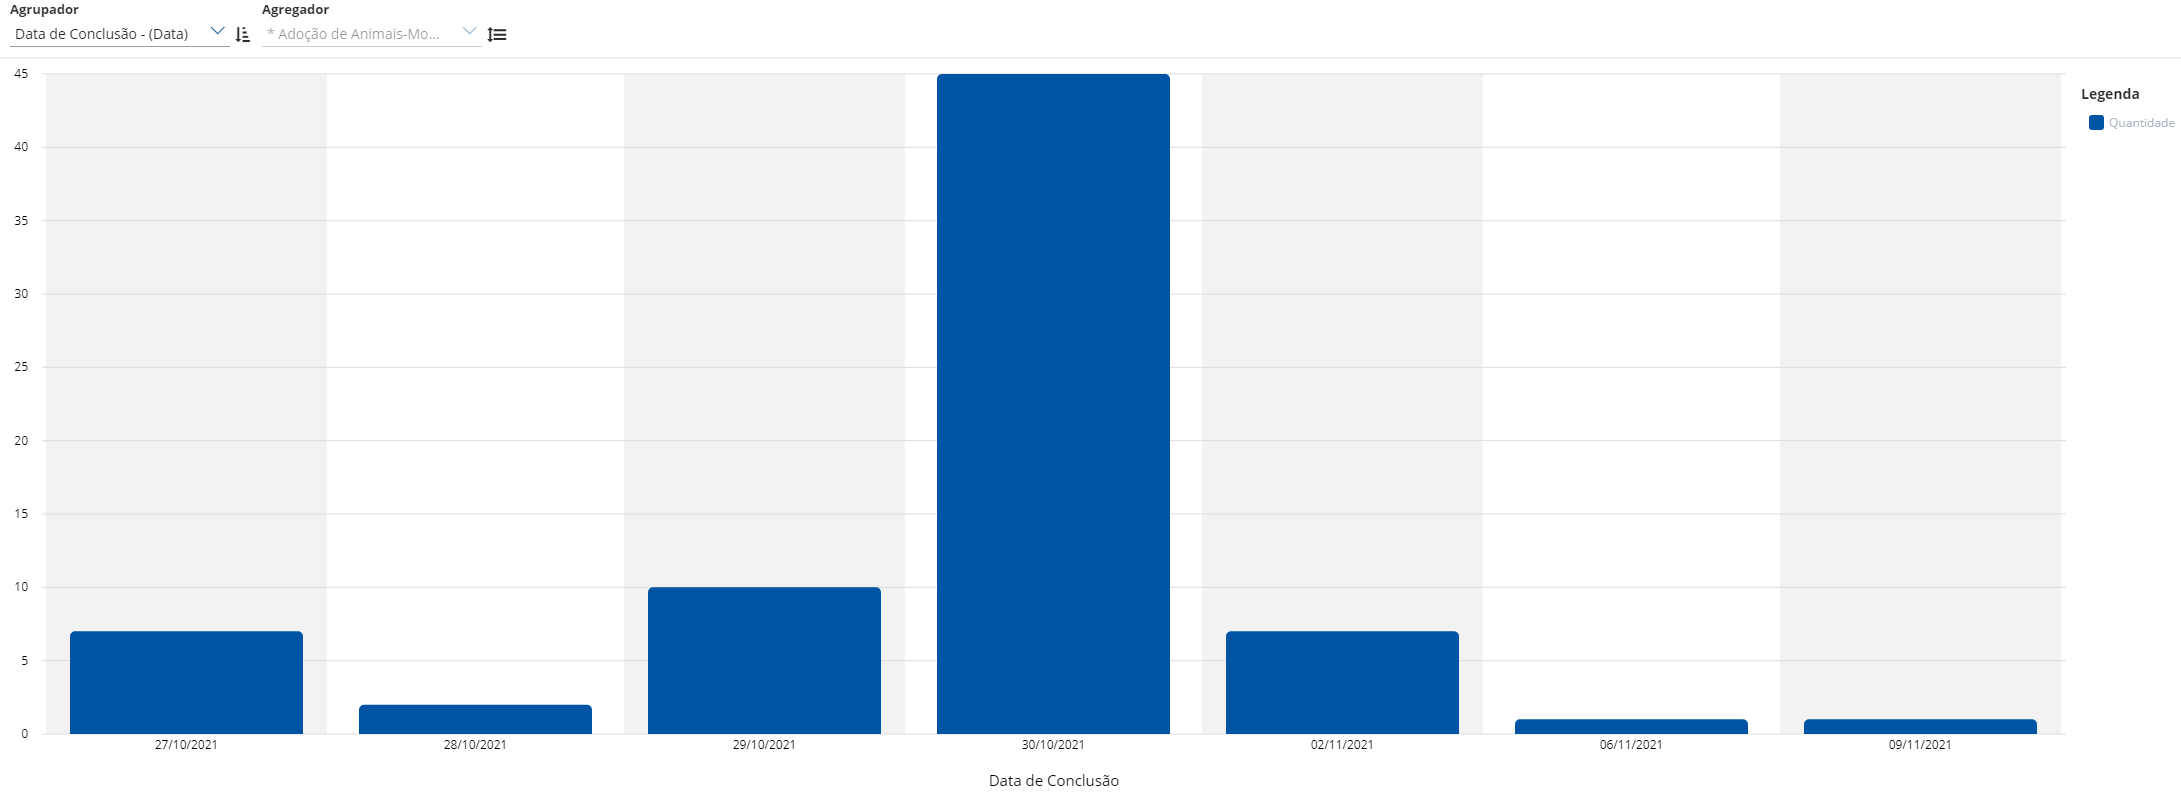 Agrupador
Agregador
Data de Conclusão - (Data)
* Adoção de Animais-Mo...
45
40
35
30
25
20
15
10
5
0
27/10/2021
28/10/2021
29/10/2021
30/10/2021
02/11/2021
06/11/2021
09/11/2021
Data de Conclusão
Legenda
Quantidade